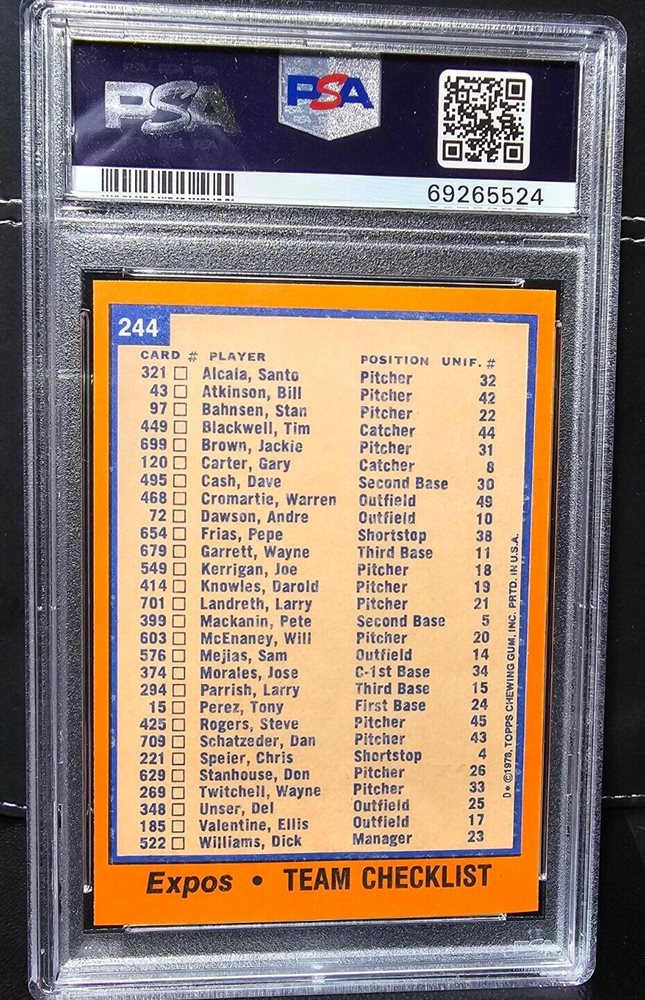 PSA PSA
69265524
244
CARD # PLAYER POSITION UNIF. #
321 Alcala, Santo Pitcher 32
43 Atkinson, Bill Pitcher 42
97 Bahnsen, Stan Pitcher 22
449 Blackwell, Tim Catcher 44
699 Brown, Jackie Pitcher 31
120 Carter, Gary Catcher 8
495 Cash, Dave Second Base 30
468 Cromartie, Warren Outfield 49
72 Dawson, Andre Outfield 10
654 Frias, Pepe Shortstop 38
679 Garrett, Wayne Third Base 11
549 Kerrigan, Joe Pitcher 18
414 Knowles, Darold Pitcher 19
701 Landreth, Larry Pitcher 21
399 Mackanin, Pete Second Base 5
603 McEnaney, Will Pitcher 20
576 Mejias, Sam Outfield 14
374 Morales, Jose C-1st Base 34
294 Parrish, Larry Third Base 15
15 Perez, Tony First Base 24
425 Rogers, Steve Pitcher 45
709 Schatzeder, Dan Pitcher 43
221 Speier, Chris Shortstop 4
629 Stanhouse, Don Pitcher 26
269 Twitchell, Wayne Pitcher 33
348 Unser, Del Outfield 25
185 Valentine, Ellis Outfield 17
522 Williams, Dick Manager 23
D* ©1978, TOPPS CHEWING GUM, INC. PRTD. IN U.S.A.
Expos • TEAM CHECKLIST